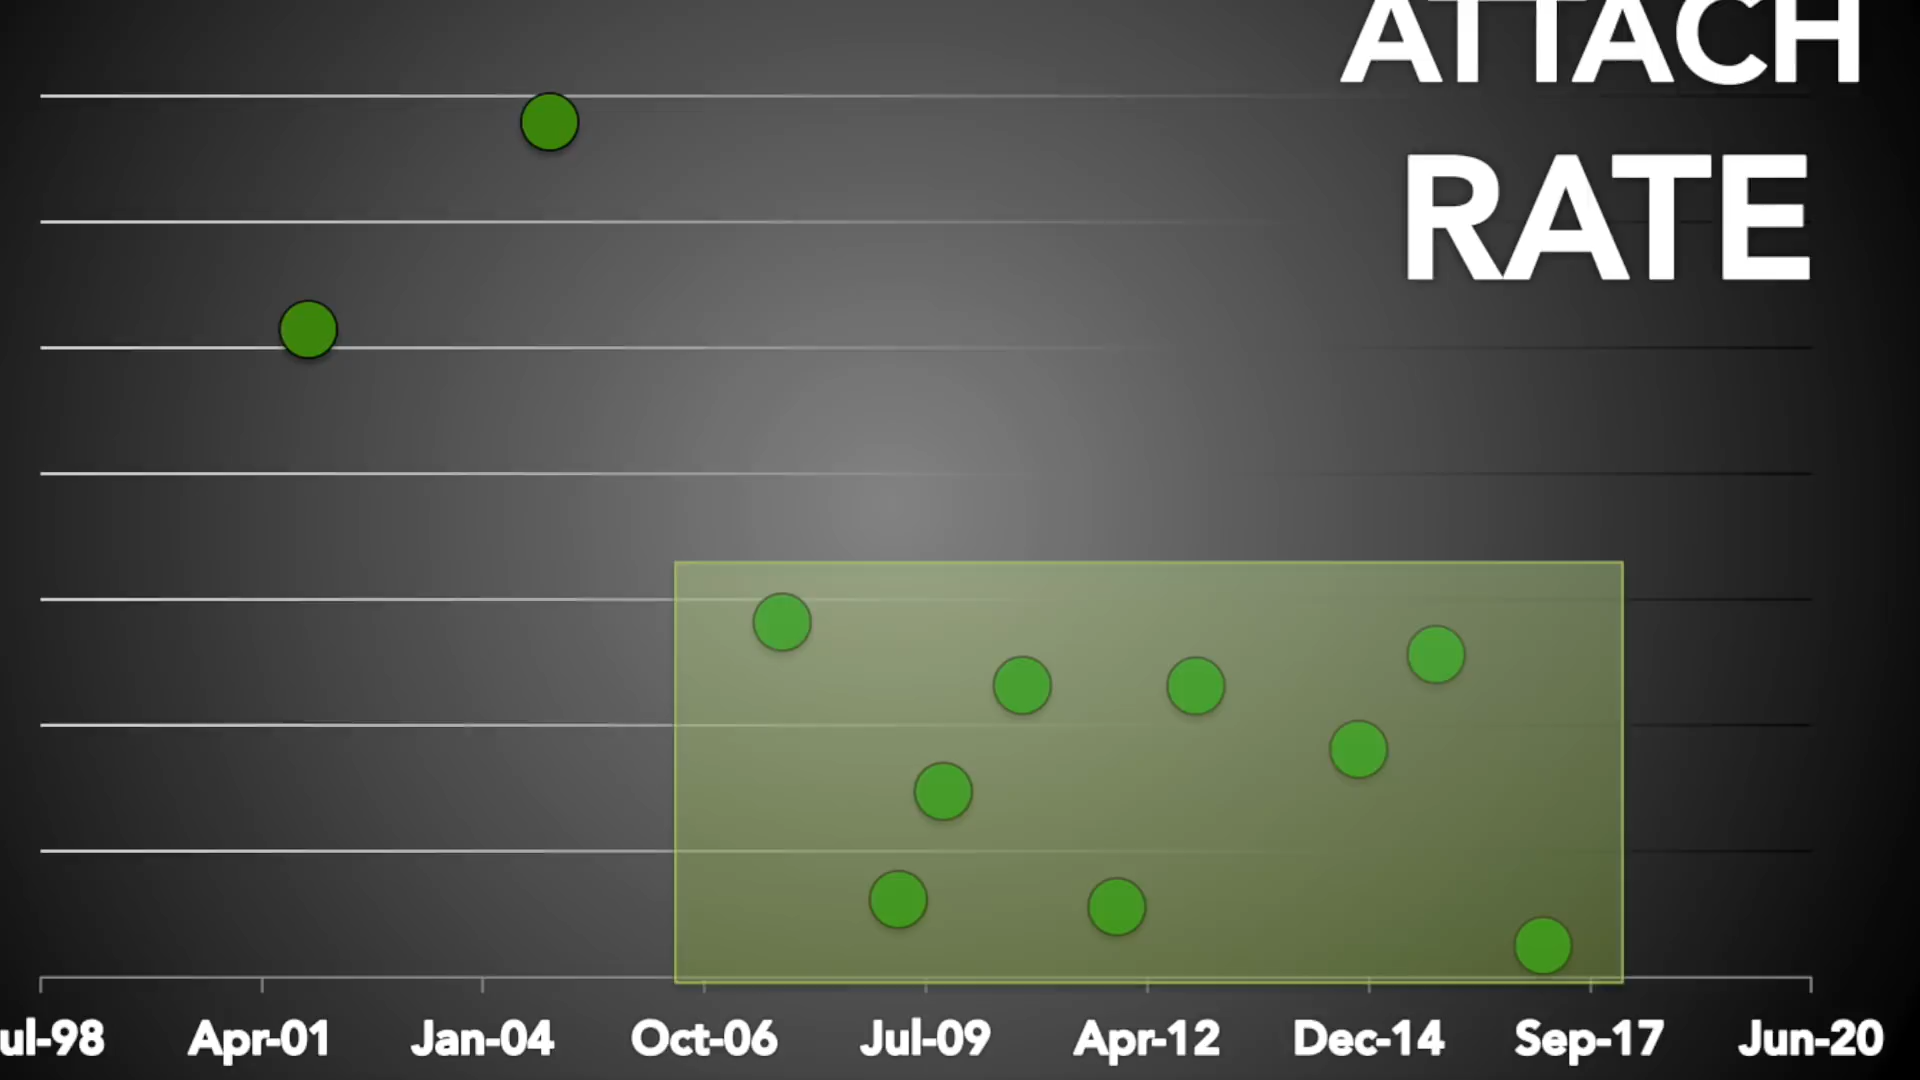 ATTACH
RATE
ul-98 Apr-01 Jan-04 Oct-06 Jul-09 Apr-12 Dec-14 Sep-17 Jun-20